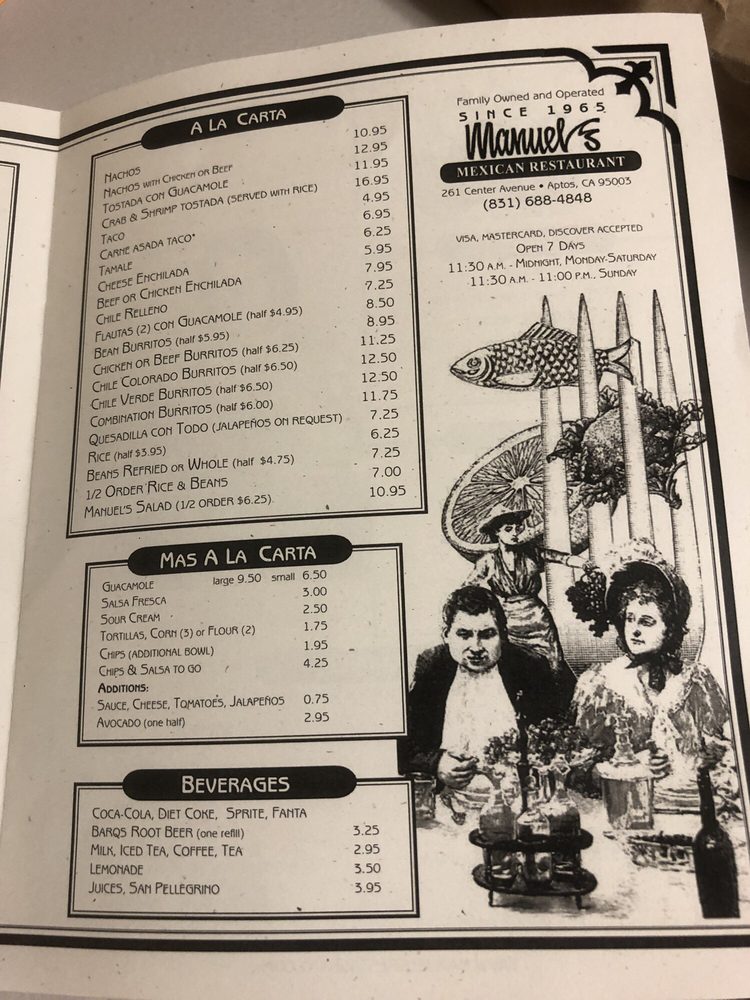 A LA CARTA
NACHOS 10.95
NACHOS WITH CHICKEN OR BEEF 12.95
TOSTADA CON GUACAMOLE 11.95
CRAB & SHRIMP TOSTADA (SERVED WITH RICE) 16.95
TACO 4.95
CARNE ASADA TACO* 6.95
TAMALE 6.25
CHEESE ENCHILADA 5.95
BEEF OR CHICKEN ENCHILADA 7.95
CHILE RELLENO 7.25
FLAUTAS (2) CON GUACAMOLE (half $4.95) 8.50
BEAN BURRITOS (half $5.95) 8.95
CHICKEN OR BEEF BURRITOS (half $6.25) 11.25
CHILE COLORADO BURRITOS (half $6.50) 12.50
CHILE VERDE BURRITOS (half $6.50) 12.50
COMBINATION BURRITOS (half $6.00) 11.75
QUESADILLA CON TODO (JALAPEÑOS ON REQUEST) 7.25
RICE (half $3.95) 6.25
BEANS REFRIED OR WHOLE (half $4.75) 7.25
1/2 ORDER RICE & BEANS 7.00
MANUEL'S SALAD (1/2 ORDER $6.25) 10.95
MAS A LA CARTA
GUACAMOLE large 9.50 small 6.50
SALSA FRESCA 3.00
SOUR CREAM 2.50
TORTILLAS, CORN (3) or FLOUR (2) 1.75
CHIPS (ADDITIONAL BOWL) 1.95
CHIPS & SALSA TO GO 4.25
ADDITIONS:
SAUCE, CHEESE, TOMATOES, JALAPEÑOS 0.75
AVOCADO (one half) 2.95
BEVERAGES
COCA-COLA, DIET COKE, SPRITE, FANTA
BARQS ROOT BEER (one refill) 3.25
MILK, ICED TEA, COFFEE, TEA 2.95
LEMONADE 3.50
JUICES, SAN PELLEGRINO 3.95
Family Owned and Operated
SINCE 1965
Manuel's
MEXICAN RESTAURANT
261 Center Avenue • Aptos, CA 95003
(831) 688-4848
VISA, MASTERCARD, DISCOVER ACCEPTED
OPEN 7 DAYS
11:30 A.M. - MIDNIGHT, MONDAY-SATURDAY
11:30 A.M. - 11:00 P.M., SUNDAY